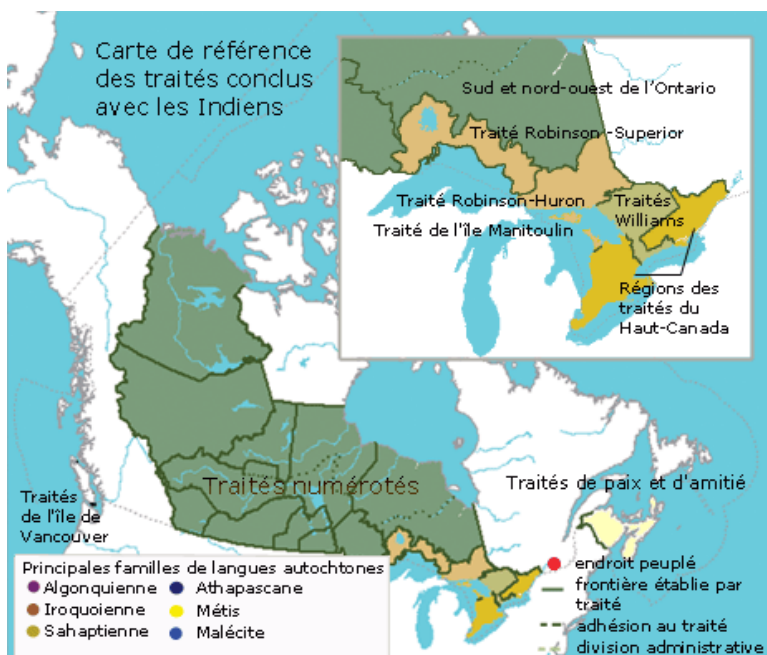 Carte de référence
des traités conclus
avec les Indiens
Sud et nord-ouest de l'Ontario
Traité Robinson-Superior
Traité Robinson-Huron
Traités
Williams
Traité de l'île Manitoulin
Régions des
traités du
Haut-Canada
Traités numérotés
Traités de paix et d'amitié
Traités
de l'île de
Vancouver
Principales familles de langues autochtones
Algonquienne
Athapascane
Iroquoienne
Métis
Sahaptienne
Malécite
endroit peuplé
frontière établie par
traité
adhésion au traité
division administrative